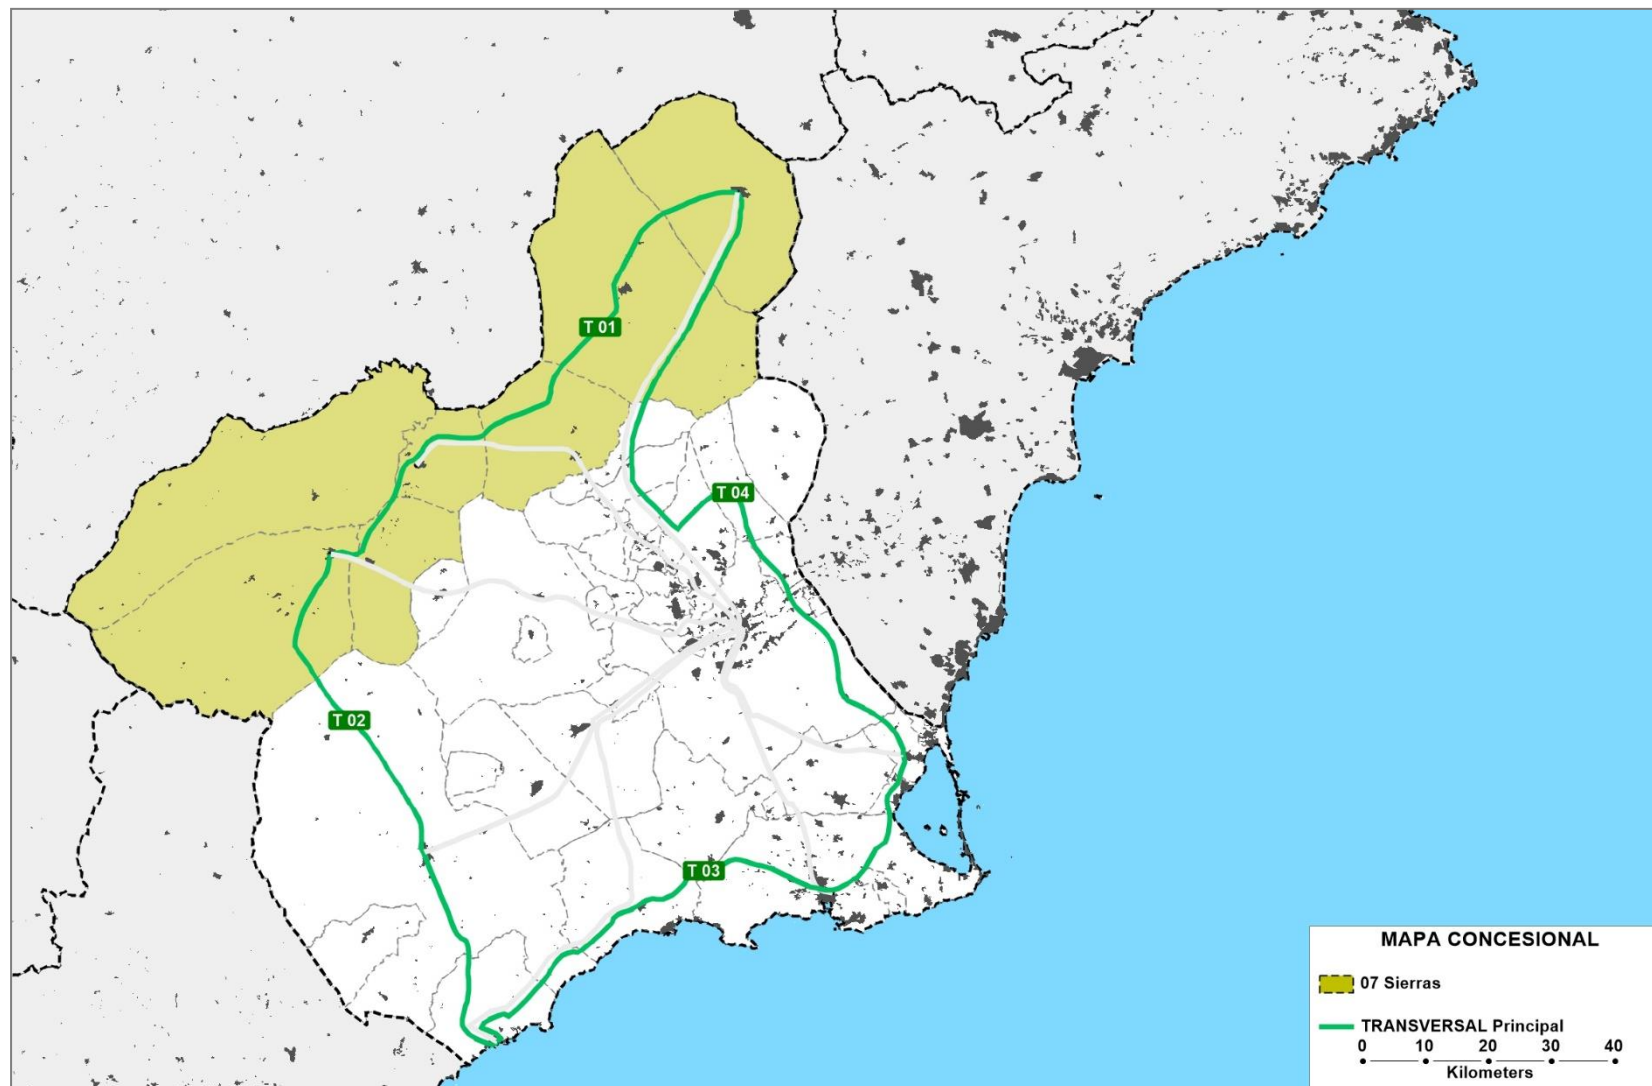 T 01
T 04
T 02
T 03
MAPA CONCESIONAL
07 Sierras
TRANSVERSAL Principal
0 10 20 30 40
Kilometers